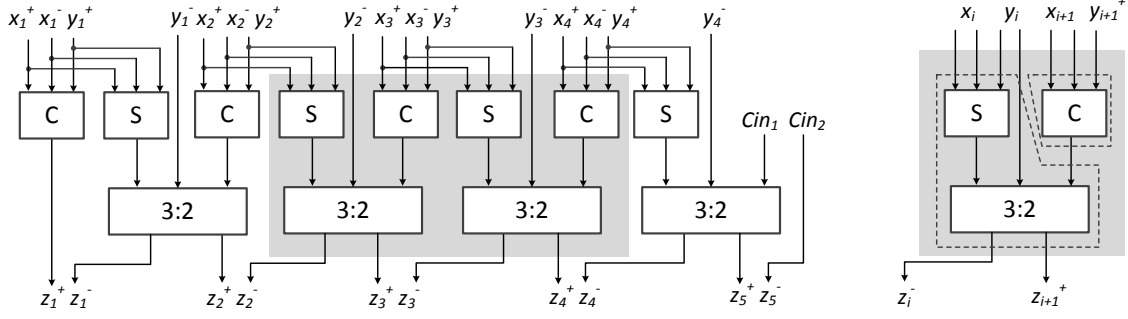 x₁⁺ x₁⁻ y₁⁺ y₁⁻ x₂⁺ x₂⁻ y₂⁺ y₂⁻ x₃⁺ x₃⁻ y₃⁺ y₃⁻ x₄⁺ x₄⁻ y₄⁺ y₄⁻ xᵢ yᵢ xᵢ₊₁ yᵢ₊₁⁺
C S C S C S C S Cin₁ Cin₂ S C
3:2 3:2 3:2 3:2 3:2
z₁⁺ z₁⁻ z₂⁺ z₂⁻ z₃⁺ z₃⁻ z₄⁺ z₄⁻ z₅⁺ z₅⁻ zᵢ⁻ zᵢ₊₁⁺